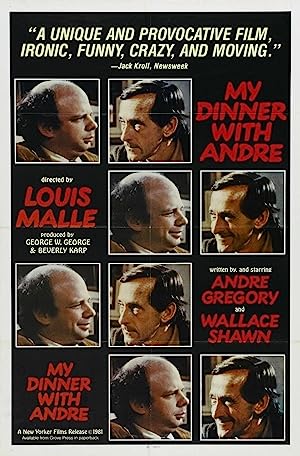 “A UNIQUE AND PROVOCATIVE FILM,
IRONIC, FUNNY, CRAZY, AND MOVING.”
—Jack Kroll, Newsweek
MY
DINNER
WITH
ANDRE
directed by
LOUIS
MALLE
produced by
GEORGE W. GEORGE
& BEVERLY KARP
written by, and starring
ANDRE
GREGORY
and
WALLACE
SHAWN
MY
DINNER
WITH
ANDRE
A New Yorker Films Release ©1981
Available from Grove Press in paperback